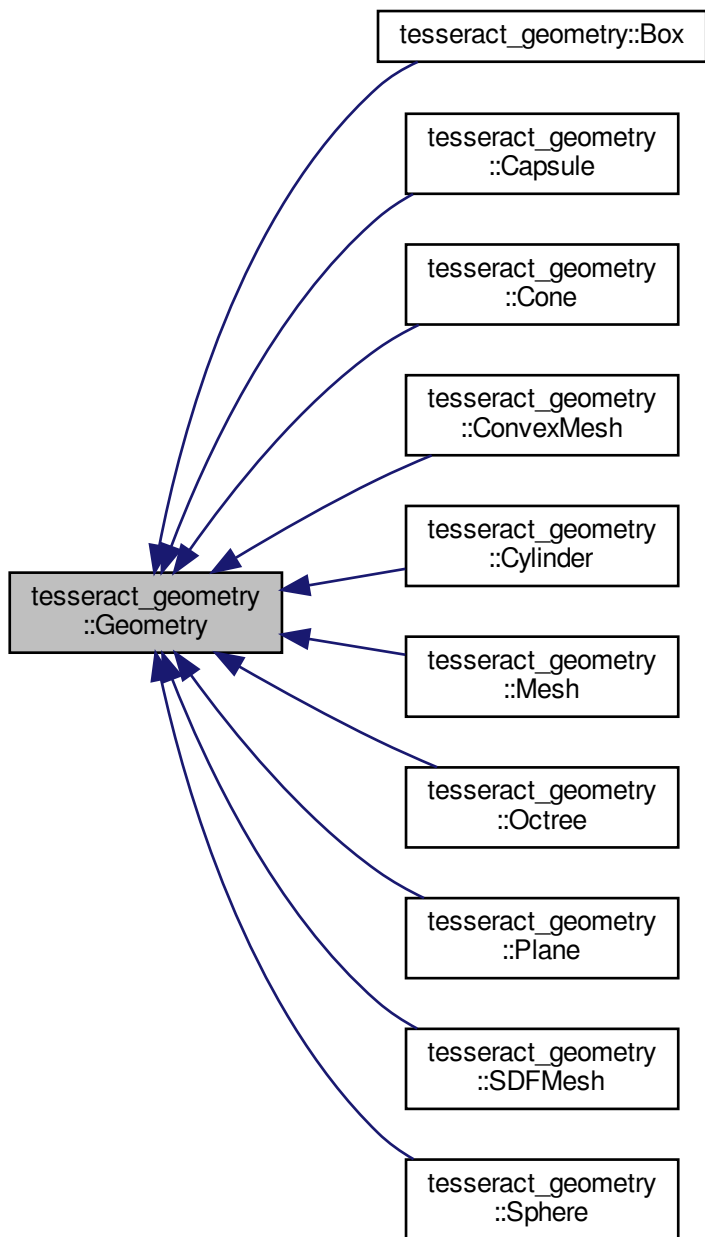 tesseract_geometry::Box
tesseract_geometry
::Capsule
tesseract_geometry
::Cone
tesseract_geometry
::ConvexMesh
tesseract_geometry
::Cylinder
tesseract_geometry
::Geometry
tesseract_geometry
::Mesh
tesseract_geometry
::Octree
tesseract_geometry
::Plane
tesseract_geometry
::SDFMesh
tesseract_geometry
::Sphere